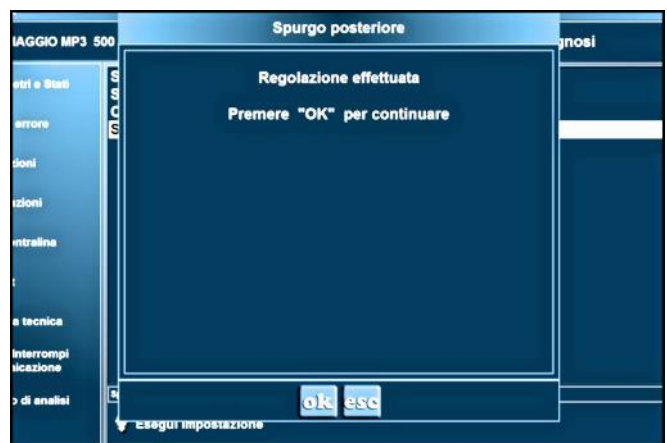 Spurgo posteriore
IAGGIO MP3 500
gnosi
Regolazione effettuata
Premere "OK" per continuare
etri e Stati
errore
zioni
azioni
entralina
a tecnica
Interrompi
nicazione
o di analisi
S
S
C
S
ok esc
Esegui impostazione